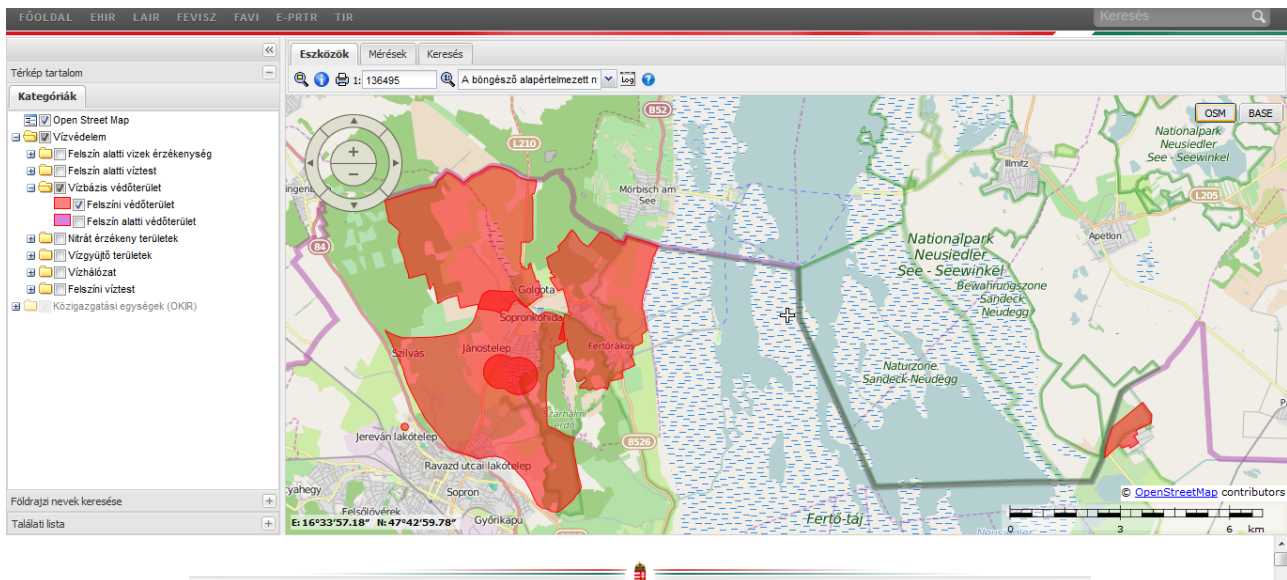 FŐOLDAL EHIR LAIR FEVISZ FAVI E-PRTR TIR
Keresés
Térkép tartalom
Kategóriák
Open Street Map
Vízvédelem
Felszín alatti vizek érzékenység
Felszín alatti víztest
Vízbázis védőterület
Felszíni védőterület
Felszín alatti védőterület
Nitrát érzékeny területek
Vízgyűjtő területek
Vízhálózat
Felszíni víztest
Közigazgatási egységek (OKIR)
Földrajzi nevek keresése
Találati lista
Eszközök Mérések Keresés
1: 136495 A böngésző alapértelmezett n Log
OSM BASE
B52
L210
Nationalpark
Neusiedler
See - Seewinkel
Illmitz
Mörbisch am
See
L205
Apetlon
B4
Nationalpark
Neusiedler
See - Seewinkel
Bewahrungszone
Sandeck
Neudegg
Golgota
Sopronkőhida
Szilvás
Jánostelep
Fertőrákos
Naturzone
Sandeck-Neudegg
Szárhalmi
erdő
Jereván lakótelep
8526
Ravazd utcai lakótelep
Sopron
Felsőlövérek
Győrikapu
Fertő-táj
E: 16°33'57.18" N: 47°42'59.78"
© OpenStreetMap contributors
0 3 6 km